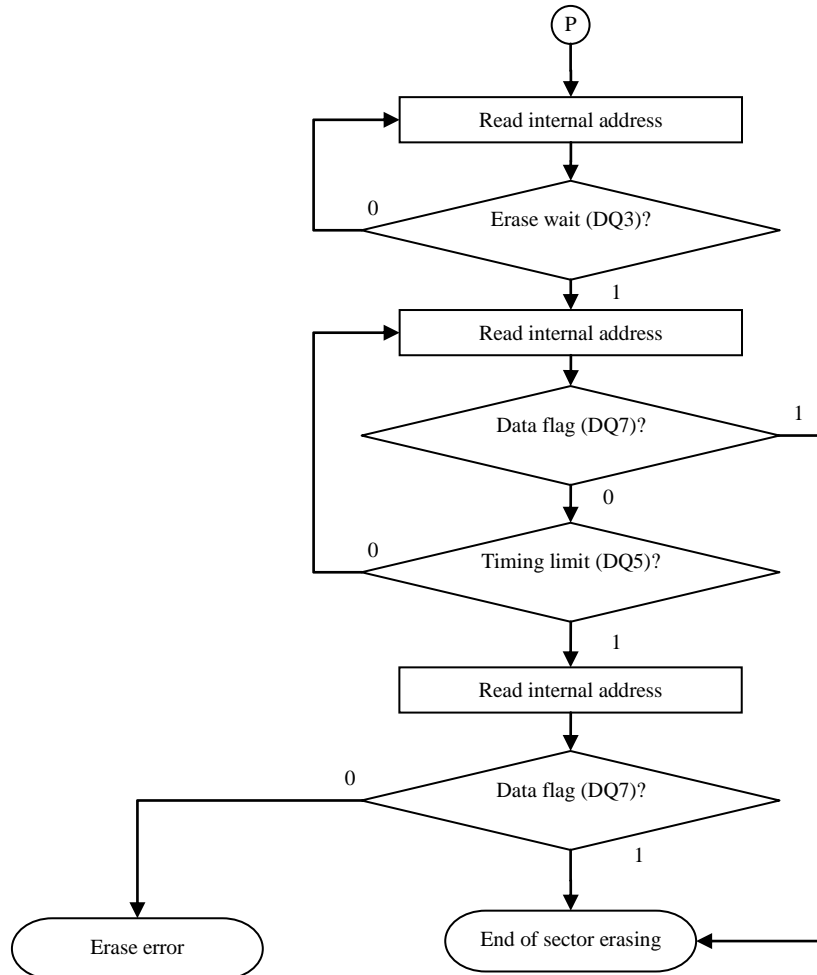 P
Read internal address
0
Erase wait (DQ3)?
1
Read internal address
Data flag (DQ7)?
1
0
0
Timing limit (DQ5)?
1
Read internal address
0
Data flag (DQ7)?
1
Erase error
End of sector erasing